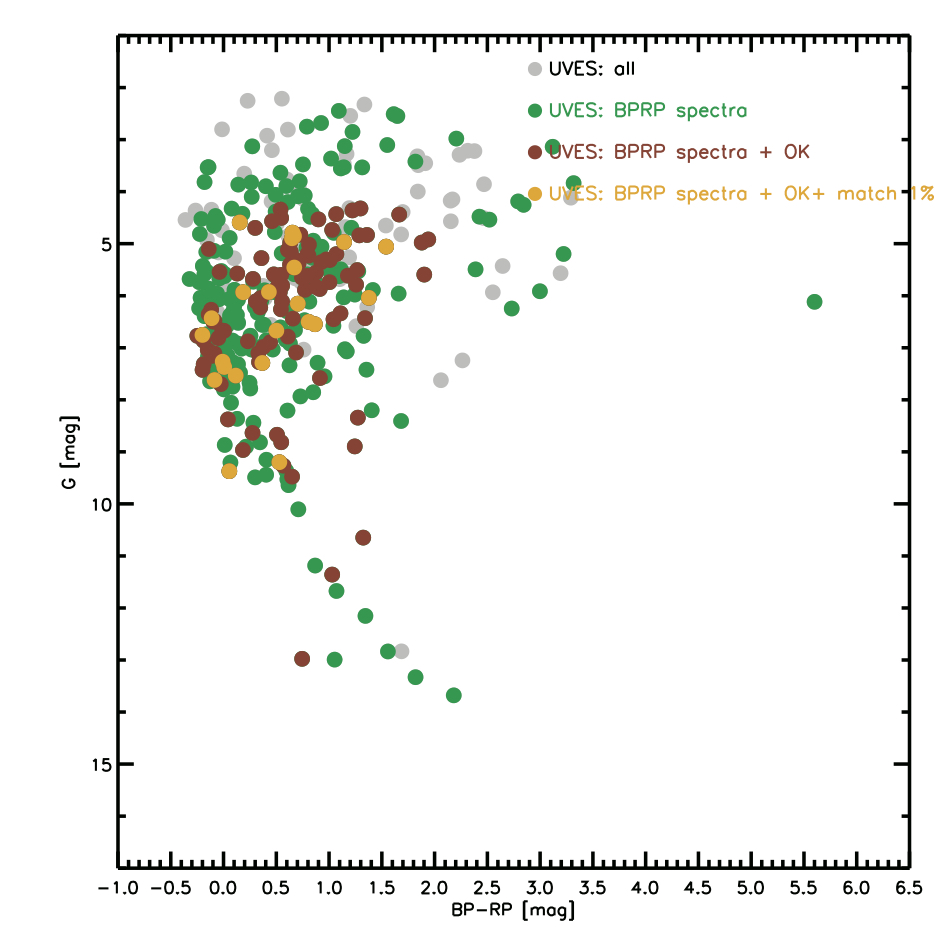 UVES: all
UVES: BPRP spectra
UVES: BPRP spectra + OK
UVES: BPRP spectra + OK+ match 1%
G [mag]
5
10
15
-1.0 -0.5 0.0 0.5 1.0 1.5 2.0 2.5 3.0 3.5 4.0 4.5 5.0 5.5 6.0 6.5
BP-RP [mag]